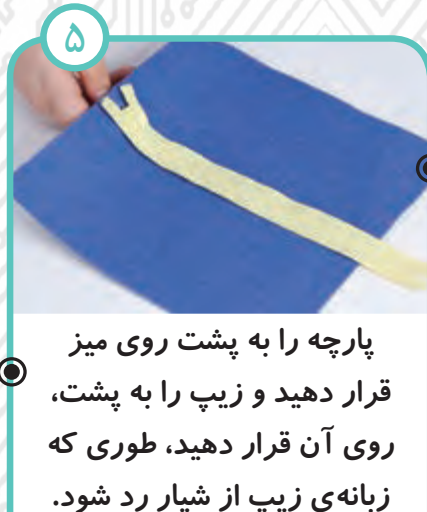 ۵
پارچه را به پشت روی میز
قرار دهید و زیپ را به پشت،
روی آن قرار دهید، طوری که
زبانه‌ی زیپ از شیار رد شود.